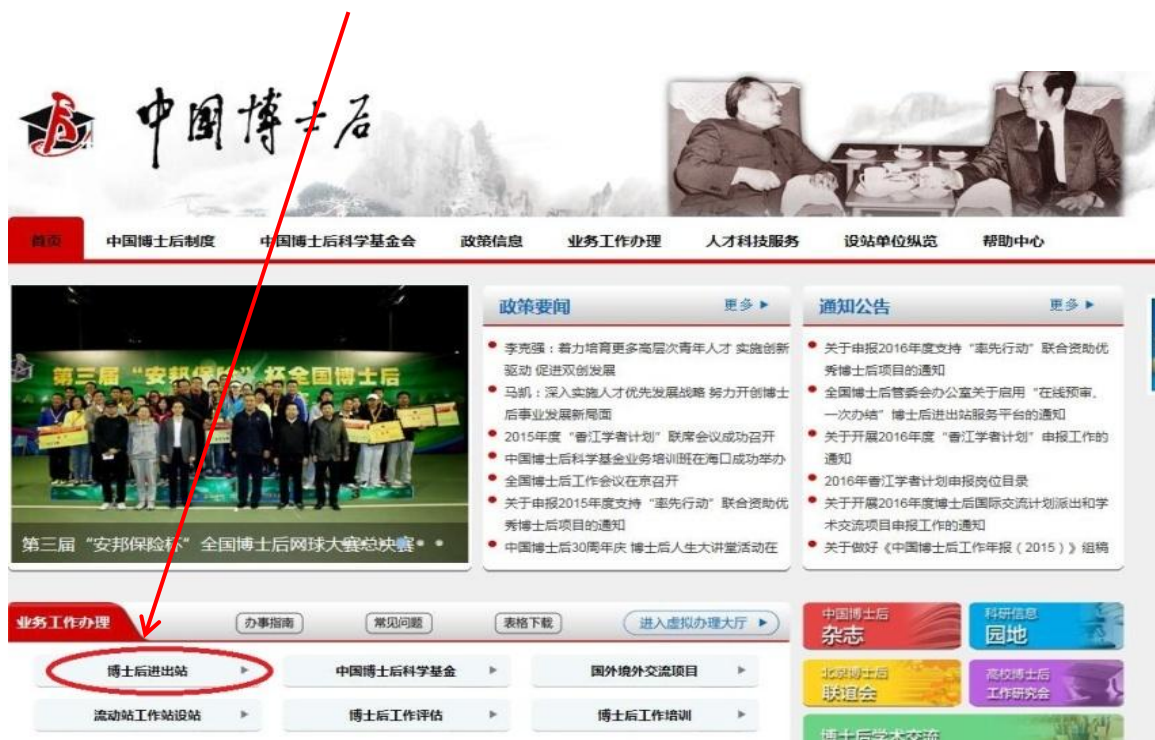 中国博士后
首页 中国博士后制度 中国博士后科学基金会 政策信息 业务工作办理 人才科技服务 设站单位纵览 帮助中心
第三届“安邦保险”杯全国博士后
第三届“安邦保险杯”全国博士后网球大赛总决赛
政策要闻 更多
李克强：着力培育更多高层次青年人才 实施创新
驱动 促进双创发展
马凯：深入实施人才优先发展战略 努力开创博士
后事业发展新局面
2015年度“香江学者计划”联席会议成功召开
中国博士后科学基金业务培训班在海口成功举办
全国博士后工作会议在京召开
关于申报2015年度支持“率先行动”联合资助优
秀博士后项目的通知
中国博士后30周年庆 博士后人生大讲堂活动在
通知公告 更多
关于申报2016年度支持“率先行动”联合资助优
秀博士后项目的通知
全国博士后管委会办公室关于启用“在线预审，
一次办结”博士后进出站服务平台的通知
关于开展2016年度“香江学者计划”申报工作的
通知
2016年香江学者计划申报岗位目录
关于开展2016年度博士后国际交流计划派出和学
术交流项目申报工作的通知
关于做好《中国博士后工作年报（2015）》组稿
业务工作办理 办事指南 常见问题 表格下载 进入虚拟办理大厅
博士后进出站 中国博士后科学基金 国外境外交流项目
流动站工作站设站 博士后工作评估 博士后工作培训
中国博士后
杂志
科研信息
园地
北京博士后
联谊会
高校博士后
工作研究会
博士后学术交流